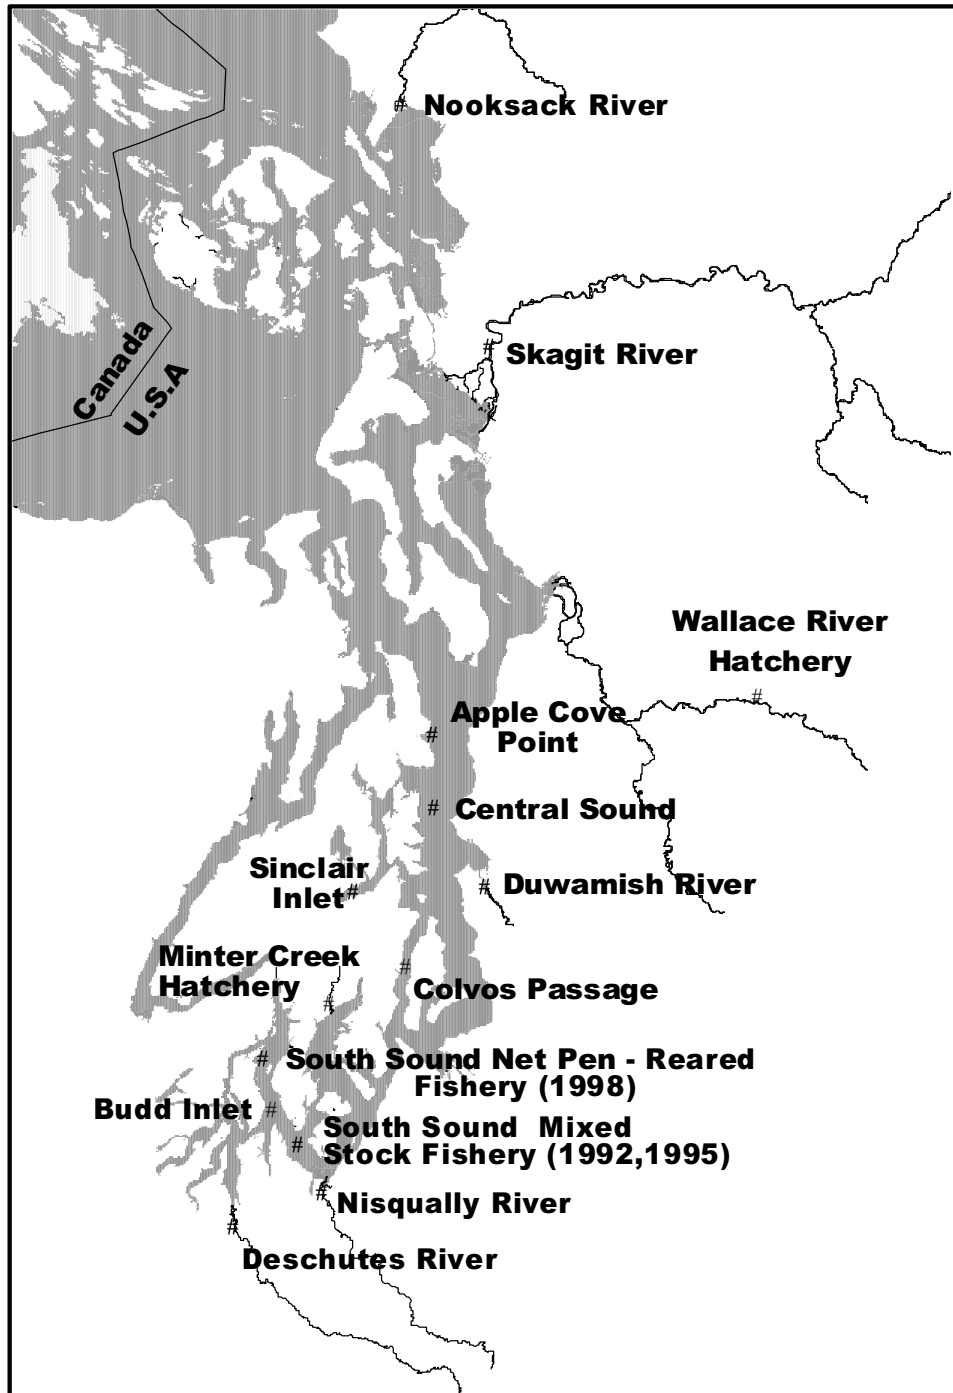 Nooksack River
Canada
U.S.A
Skagit River
Wallace River
Hatchery
Apple Cove
Point
Central Sound
Sinclair
Inlet
Duwamish River
Minter Creek
Hatchery
Colvos Passage
South Sound Net Pen - Reared
Fishery (1998)
Budd Inlet
South Sound Mixed
Stock Fishery (1992,1995)
Nisqually River
Deschutes River